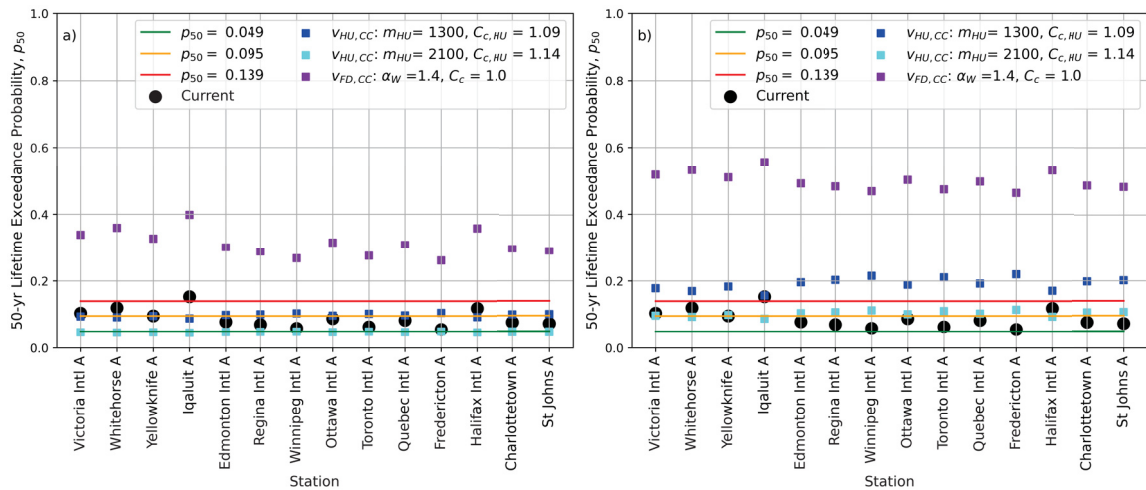 a)
p50 = 0.049
p50 = 0.095
p50 = 0.139
Current
vHU,CC: mHU= 1300, Cc,HU = 1.09
vHU,CC: mHU= 2100, Cc,HU = 1.14
vFD,CC: αW =1.4, Cc = 1.0
50-yr Lifetime Exceedance Probability, p50
1.0
0.8
0.6
0.4
0.2
0.0
Victoria Intl A
Whitehorse A
Yellowknife A
Iqaluit A
Edmonton Intl A
Regina Intl A
Winnipeg Intl A
Ottawa Intl A
Toronto Intl A
Quebec Intl A
Fredericton A
Halifax Intl A
Charlottetown A
St Johns A
Station
b)
p50 = 0.049
p50 = 0.095
p50 = 0.139
Current
vHU,CC: mHU= 1300, Cc,HU = 1.09
vHU,CC: mHU= 2100, Cc,HU = 1.14
vFD,CC: αW =1.4, Cc = 1.0
50-yr Lifetime Exceedance Probability, p50
1.0
0.8
0.6
0.4
0.2
0.0
Victoria Intl A
Whitehorse A
Yellowknife A
Iqaluit A
Edmonton Intl A
Regina Intl A
Winnipeg Intl A
Ottawa Intl A
Toronto Intl A
Quebec Intl A
Fredericton A
Halifax Intl A
Charlottetown A
St Johns A
Station